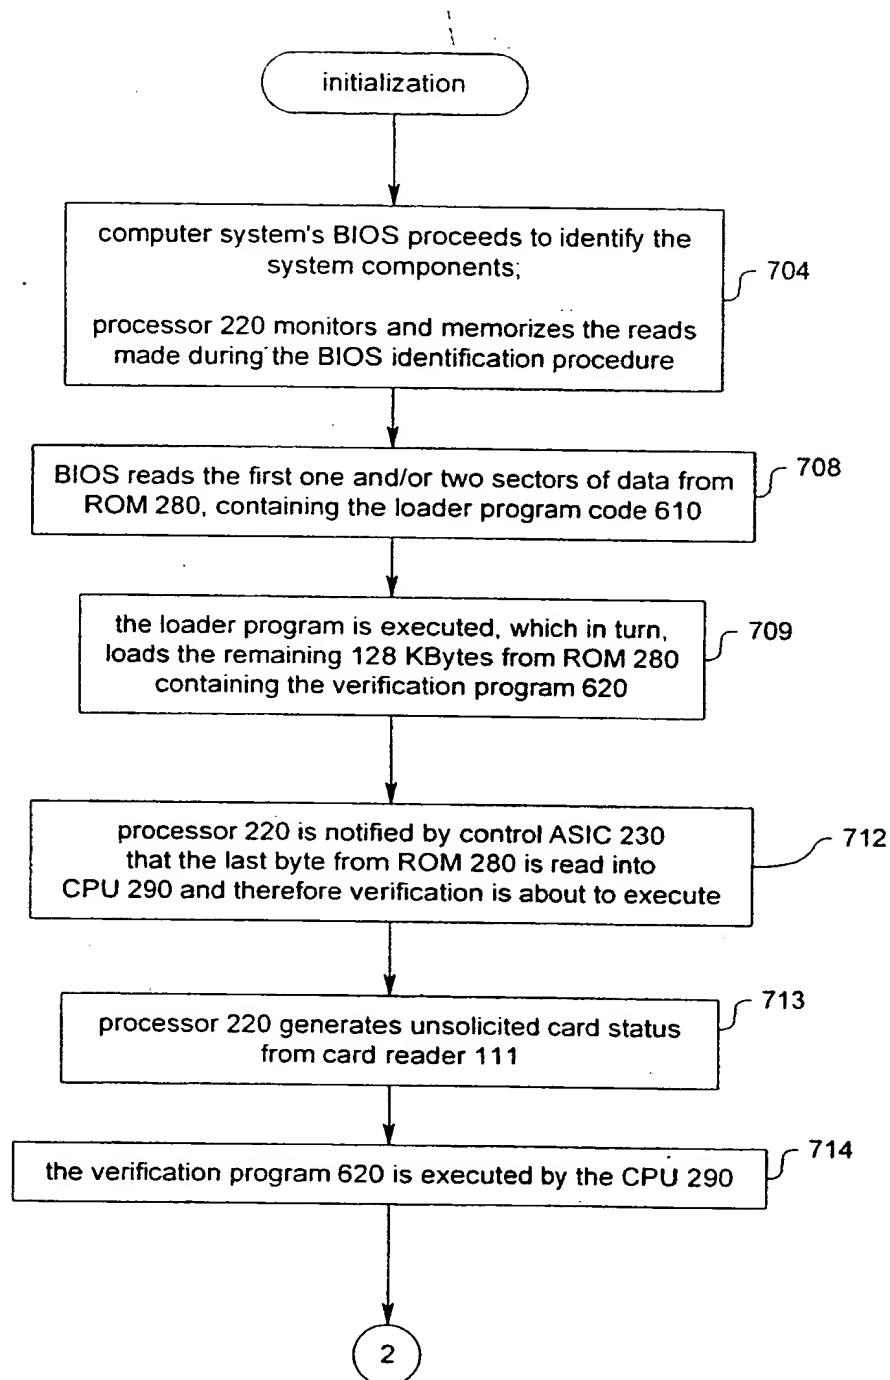 initialization
computer system's BIOS proceeds to identify the
system components;
704
processor 220 monitors and memorizes the reads
made during the BIOS identification procedure
BIOS reads the first one and/or two sectors of data from
ROM 280, containing the loader program code 610
708
the loader program is executed, which in turn,
loads the remaining 128 KBytes from ROM 280
containing the verification program 620
709
processor 220 is notified by control ASIC 230
that the last byte from ROM 280 is read into
CPU 290 and therefore verification is about to execute
712
processor 220 generates unsolicited card status
from card reader 111
713
the verification program 620 is executed by the CPU 290
714
2